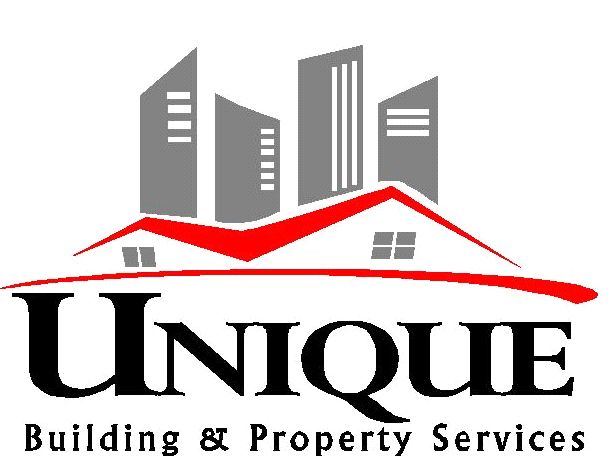 UNIQUE
Building & Property Services